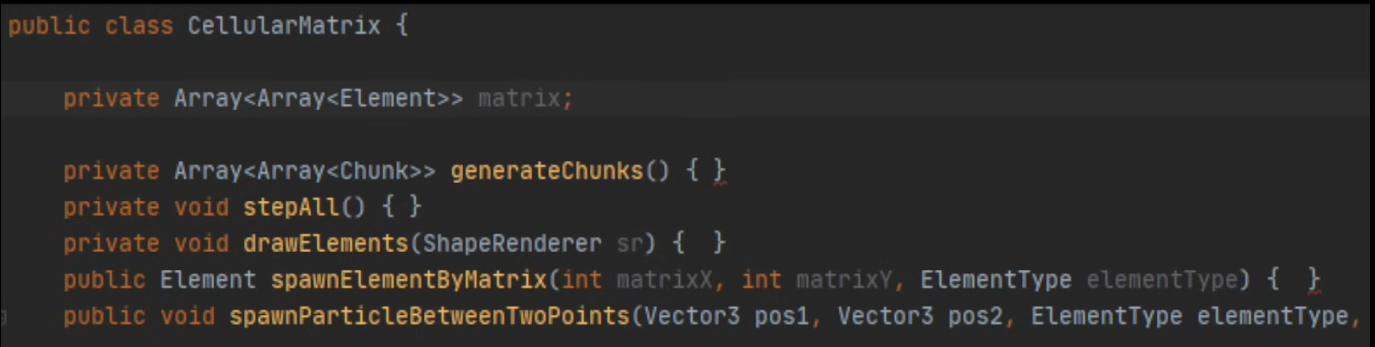 public class CellularMatrix {
private Array<Array<Element>> matrix;
private Array<Array<Chunk>> generateChunks() { }
private void stepAll() { }
private void drawElements(ShapeRenderer sr) {  }
public Element spawnElementByMatrix(int matrixX, int matrixY, ElementType elementType) {  }
public void spawnParticleBetweenTwoPoints(Vector3 pos1, Vector3 pos2, ElementType elementType,